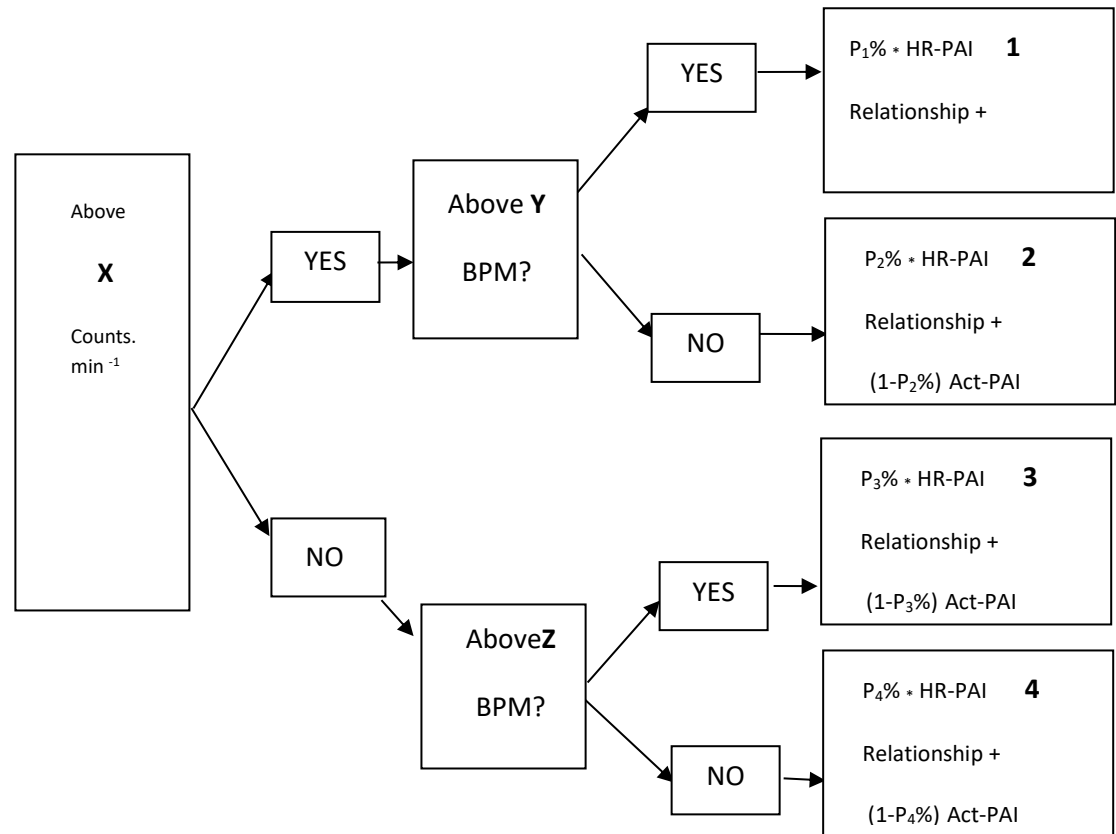 Above
X
Counts.
min ⁻¹
YES
NO
Above Y
BPM?
AboveZ
BPM?
YES
NO
YES
NO
P₁% * HR-PAI 1
Relationship +
P₂% * HR-PAI 2
Relationship +
(1-P₂%) Act-PAI
P₃% * HR-PAI 3
Relationship +
(1-P₃%) Act-PAI
P₄% * HR-PAI 4
Relationship +
(1-P₄%) Act-PAI